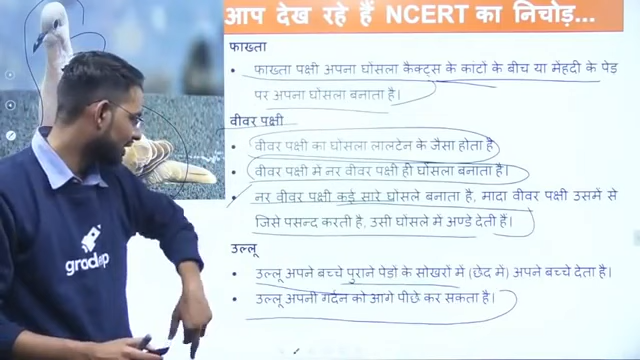 आप देख रहे हैं NCERT का निचोड़...
फाख्ता
• फाख्ता पक्षी अपना घोंसला कैक्ट्स के कांटों के बीच या मेंहदी के पेड़
पर अपना घोंसला बनाता है।
वीवर पक्षी
• वीवर पक्षी का घोंसला लालटेन के जैसा होता है
• वीवर पक्षी में नर वीवर पक्षी ही घोंसला बनाता है।
• नर वीवर पक्षी कई सारे घोंसले बनाता है, मादा वीवर पक्षी उसमें से
जिसे पसन्द करती है, उसी घोंसले में अण्डे देती हैं।
उल्लू
• उल्लू अपने बच्चे पुराने पेड़ों के सोखरों में (छेद में) अपने बच्चे देता है।
• उल्लू अपनी गर्दन को आगे पीछे कर सकता है।